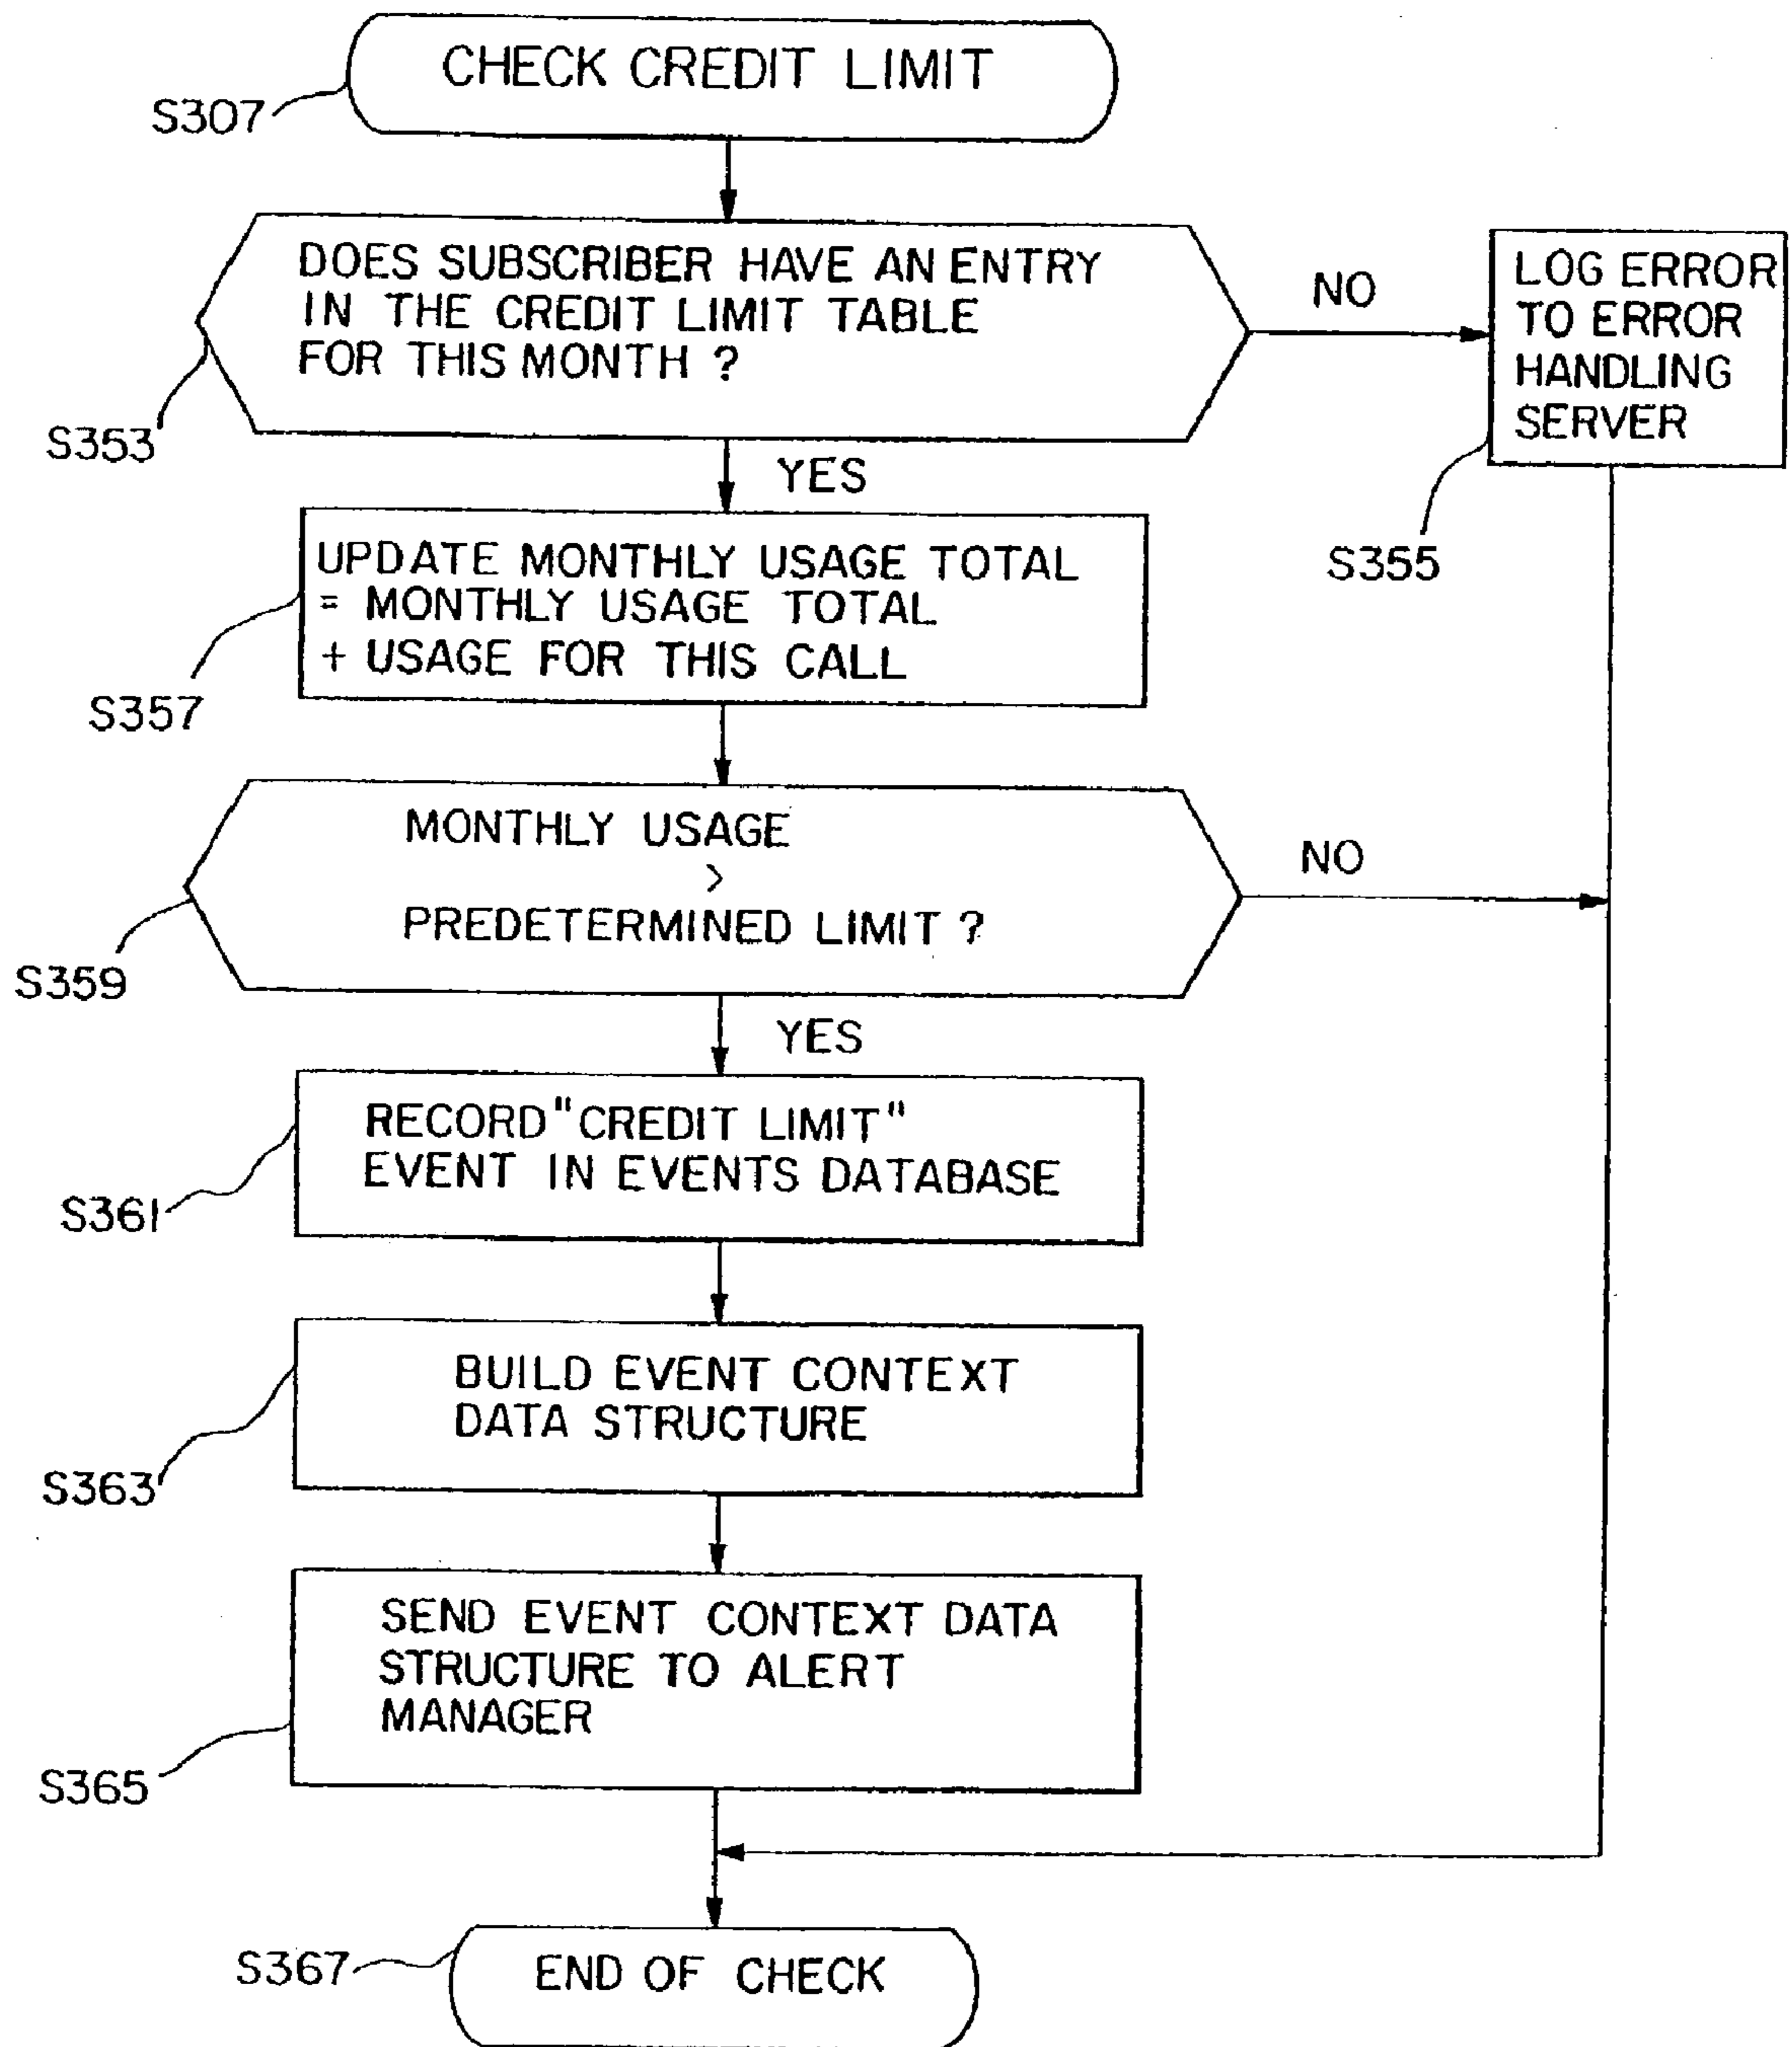 CHECK CREDIT LIMIT
S307
DOES SUBSCRIBER HAVE AN ENTRY
IN THE CREDIT LIMIT TABLE
FOR THIS MONTH ?
S353
NO
LOG ERROR
TO ERROR
HANDLING
SERVER
S355
YES
UPDATE MONTHLY USAGE TOTAL
= MONTHLY USAGE TOTAL
+ USAGE FOR THIS CALL
S357
MONTHLY USAGE
>
PREDETERMINED LIMIT ?
S359
NO
YES
RECORD "CREDIT LIMIT"
EVENT IN EVENTS DATABASE
S361
BUILD EVENT CONTEXT
DATA STRUCTURE
S363
SEND EVENT CONTEXT DATA
STRUCTURE TO ALERT
MANAGER
S365
S367
END OF CHECK